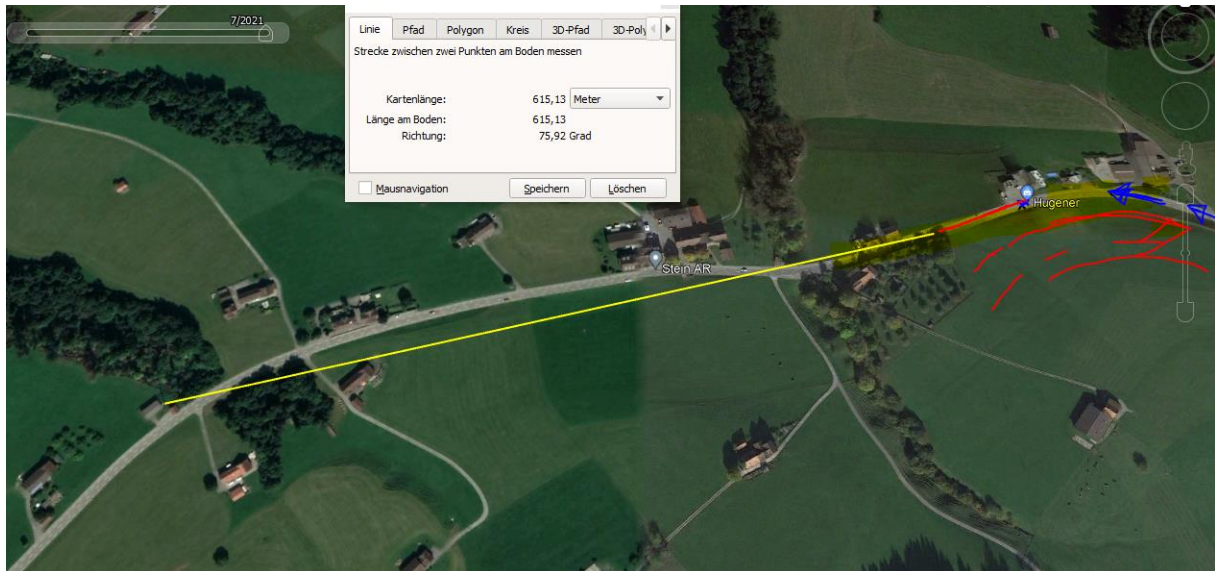 7/2021
Linie Pfad Polygon Kreis 3D-Pfad 3D-Poly
Strecke zwischen zwei Punkten am Boden messen
Kartenlänge: 615,13 Meter
Länge am Boden: 615,13
Richtung: 75,92 Grad
Mausnavigation Speichern Löschen
Hugener
Stein AR